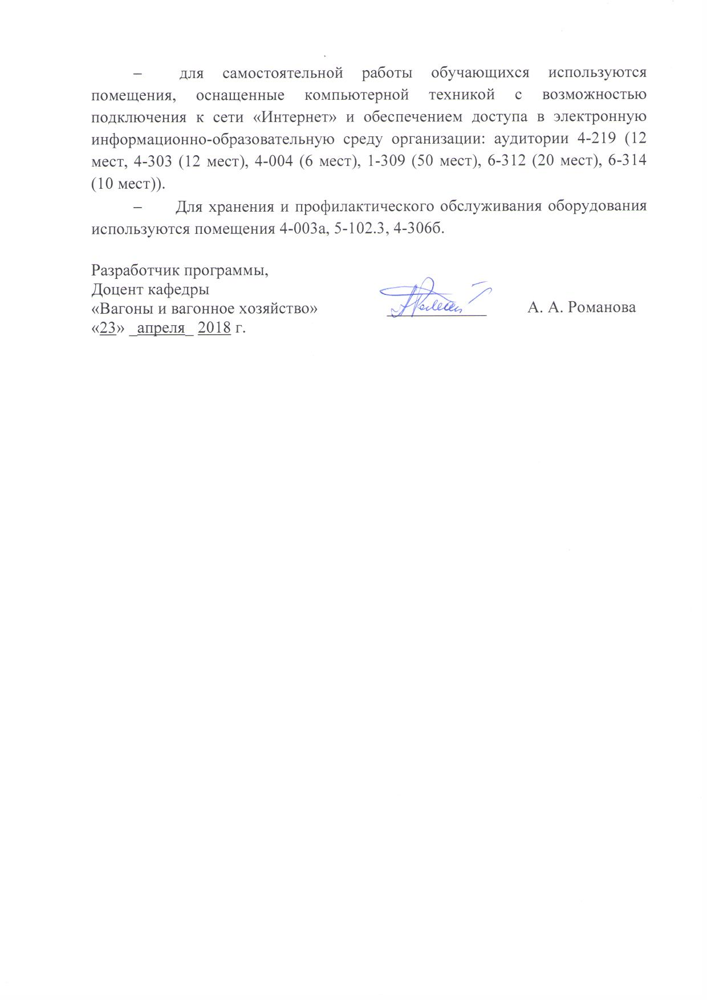 – для самостоятельной работы обучающихся используются
помещения, оснащенные компьютерной техникой с возможностью
подключения к сети «Интернет» и обеспечением доступа в электронную
информационно-образовательную среду организации: аудитории 4-219 (12
мест, 4-303 (12 мест), 4-004 (6 мест), 1-309 (50 мест), 6-312 (20 мест), 6-314
(10 мест)).
– Для хранения и профилактического обслуживания оборудования
используются помещения 4-003а, 5-102.3, 4-306б.
Разработчик программы,
Доцент кафедры
«Вагоны и вагонное хозяйство» А. А. Романова
«23» _апреля_ 2018 г.